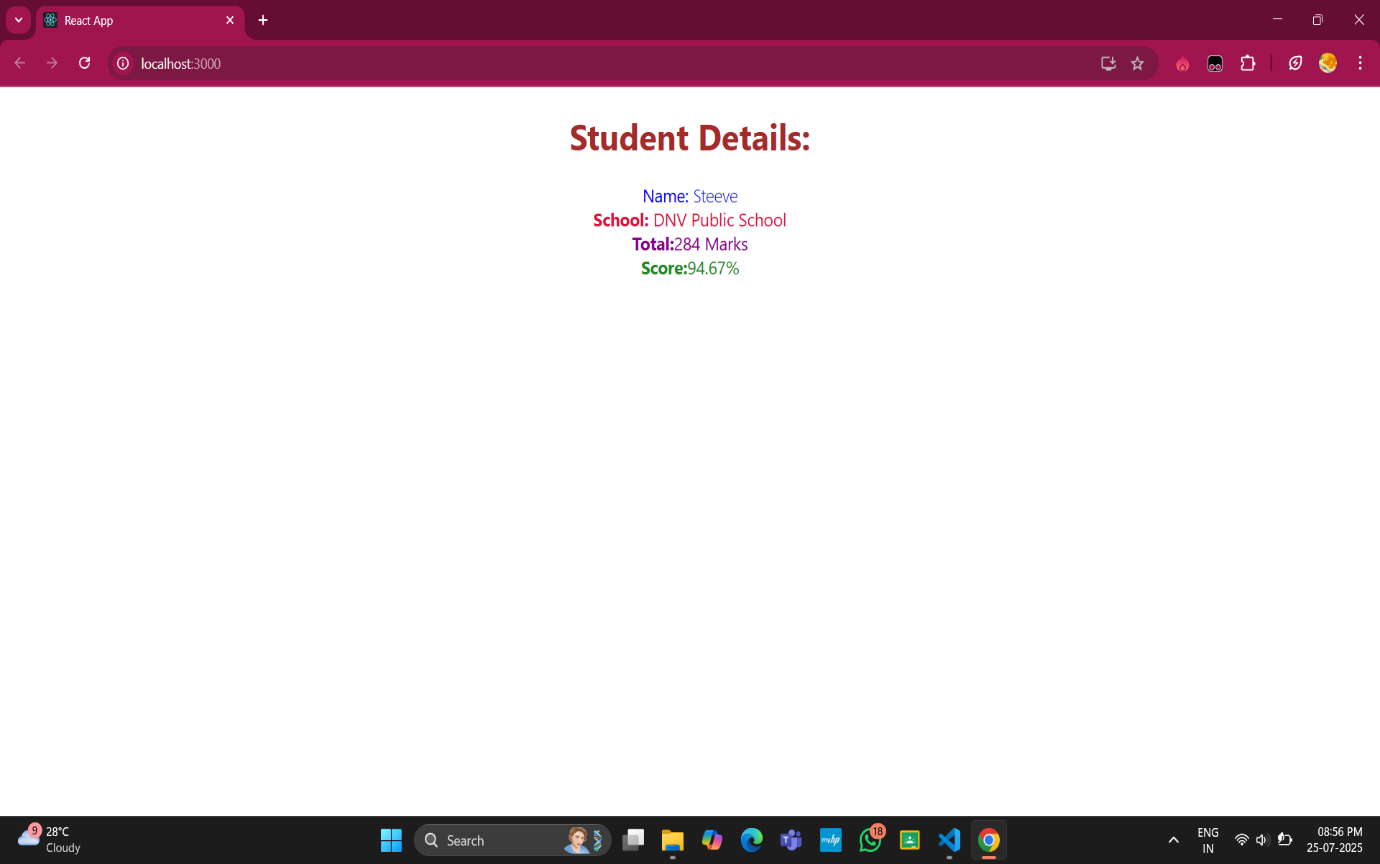 React App
localhost:3000
Student Details:
Name: Steeve
School: DNV Public School
Total:284 Marks
Score:94.67%
9
28°C
Cloudy
Search
myhp
18
ENG
IN
08:56 PM
25-07-2025